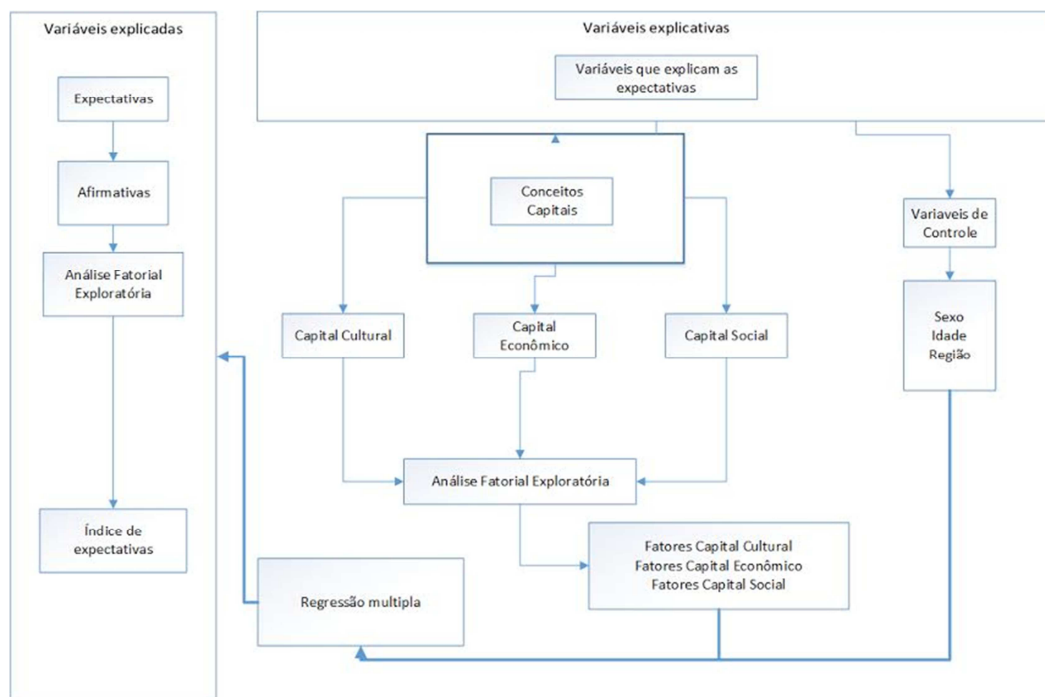 Variáveis explicadas
Expectativas
Afirmativas
Análise Fatorial
Exploratória
Índice de
expectativas
Variáveis explicativas
Variáveis que explicam as
expectativas
Conceitos
Capitais
Variaveis de
Controle
Sexo
Idade
Região
Capital Cultural
Capital
Econômico
Capital Social
Análise Fatorial Exploratória
Fatores Capital Cultural
Fatores Capital Econômico
Fatores Capital Social
Regressão multipla